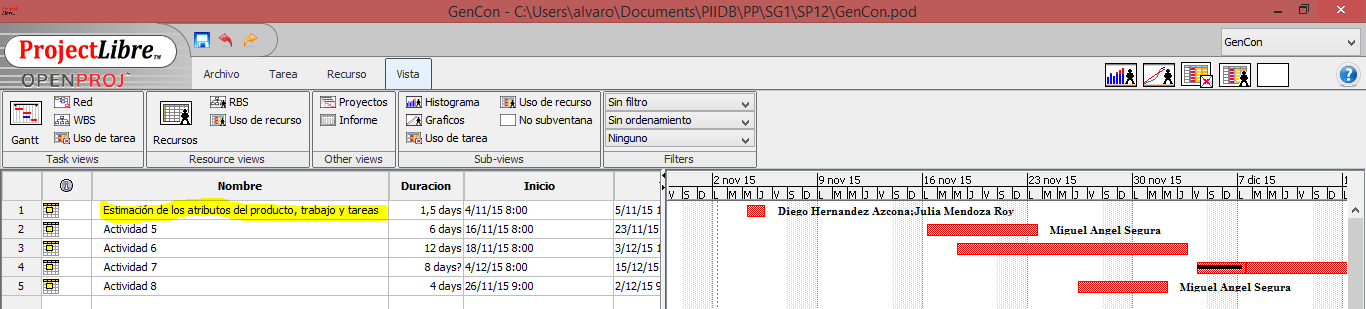 GenCon - C:\Users\alvaro\Documents\PIIDB\PP\SG1\SP12\GenCon.pod
ProjectLibre TM
OPENPROJ
GenCon
Archivo Tarea Recurso Vista
Gantt
Red
WBS
Uso de tarea
Task views
Recursos
RBS
Uso de recurso
Resource views
Proyectos
Informe
Other views
Histograma
Graficos
Uso de tarea
Uso de recurso
No subventana
Sub-views
Sin filtro
Sin ordenamiento
Ninguno
Filters
Nombre Duracion Inicio
2 nov 15 9 nov 15 16 nov 15 23 nov 15 30 nov 15 7 dic 15 1
V S D L M M J V S D L M M J V S D L M M J V S D L M M J V S D L M M J V S D L M M J V S D L
1 Estimación de los atributos del producto, trabajo y tareas 1,5 days 4/11/15 8:00 5/11/15 1 Diego Hernandez Azcona;Julia Mendoza Roy
2 Actividad 5 6 days 16/11/15 8:00 23/11/15 Miguel Angel Segura
3 Actividad 6 12 days 18/11/15 8:00 3/12/15 1
4 Actividad 7 8 days? 4/12/15 8:00 15/12/15
5 Actividad 8 4 days 26/11/15 9:00 2/12/15 9 Miguel Angel Segura